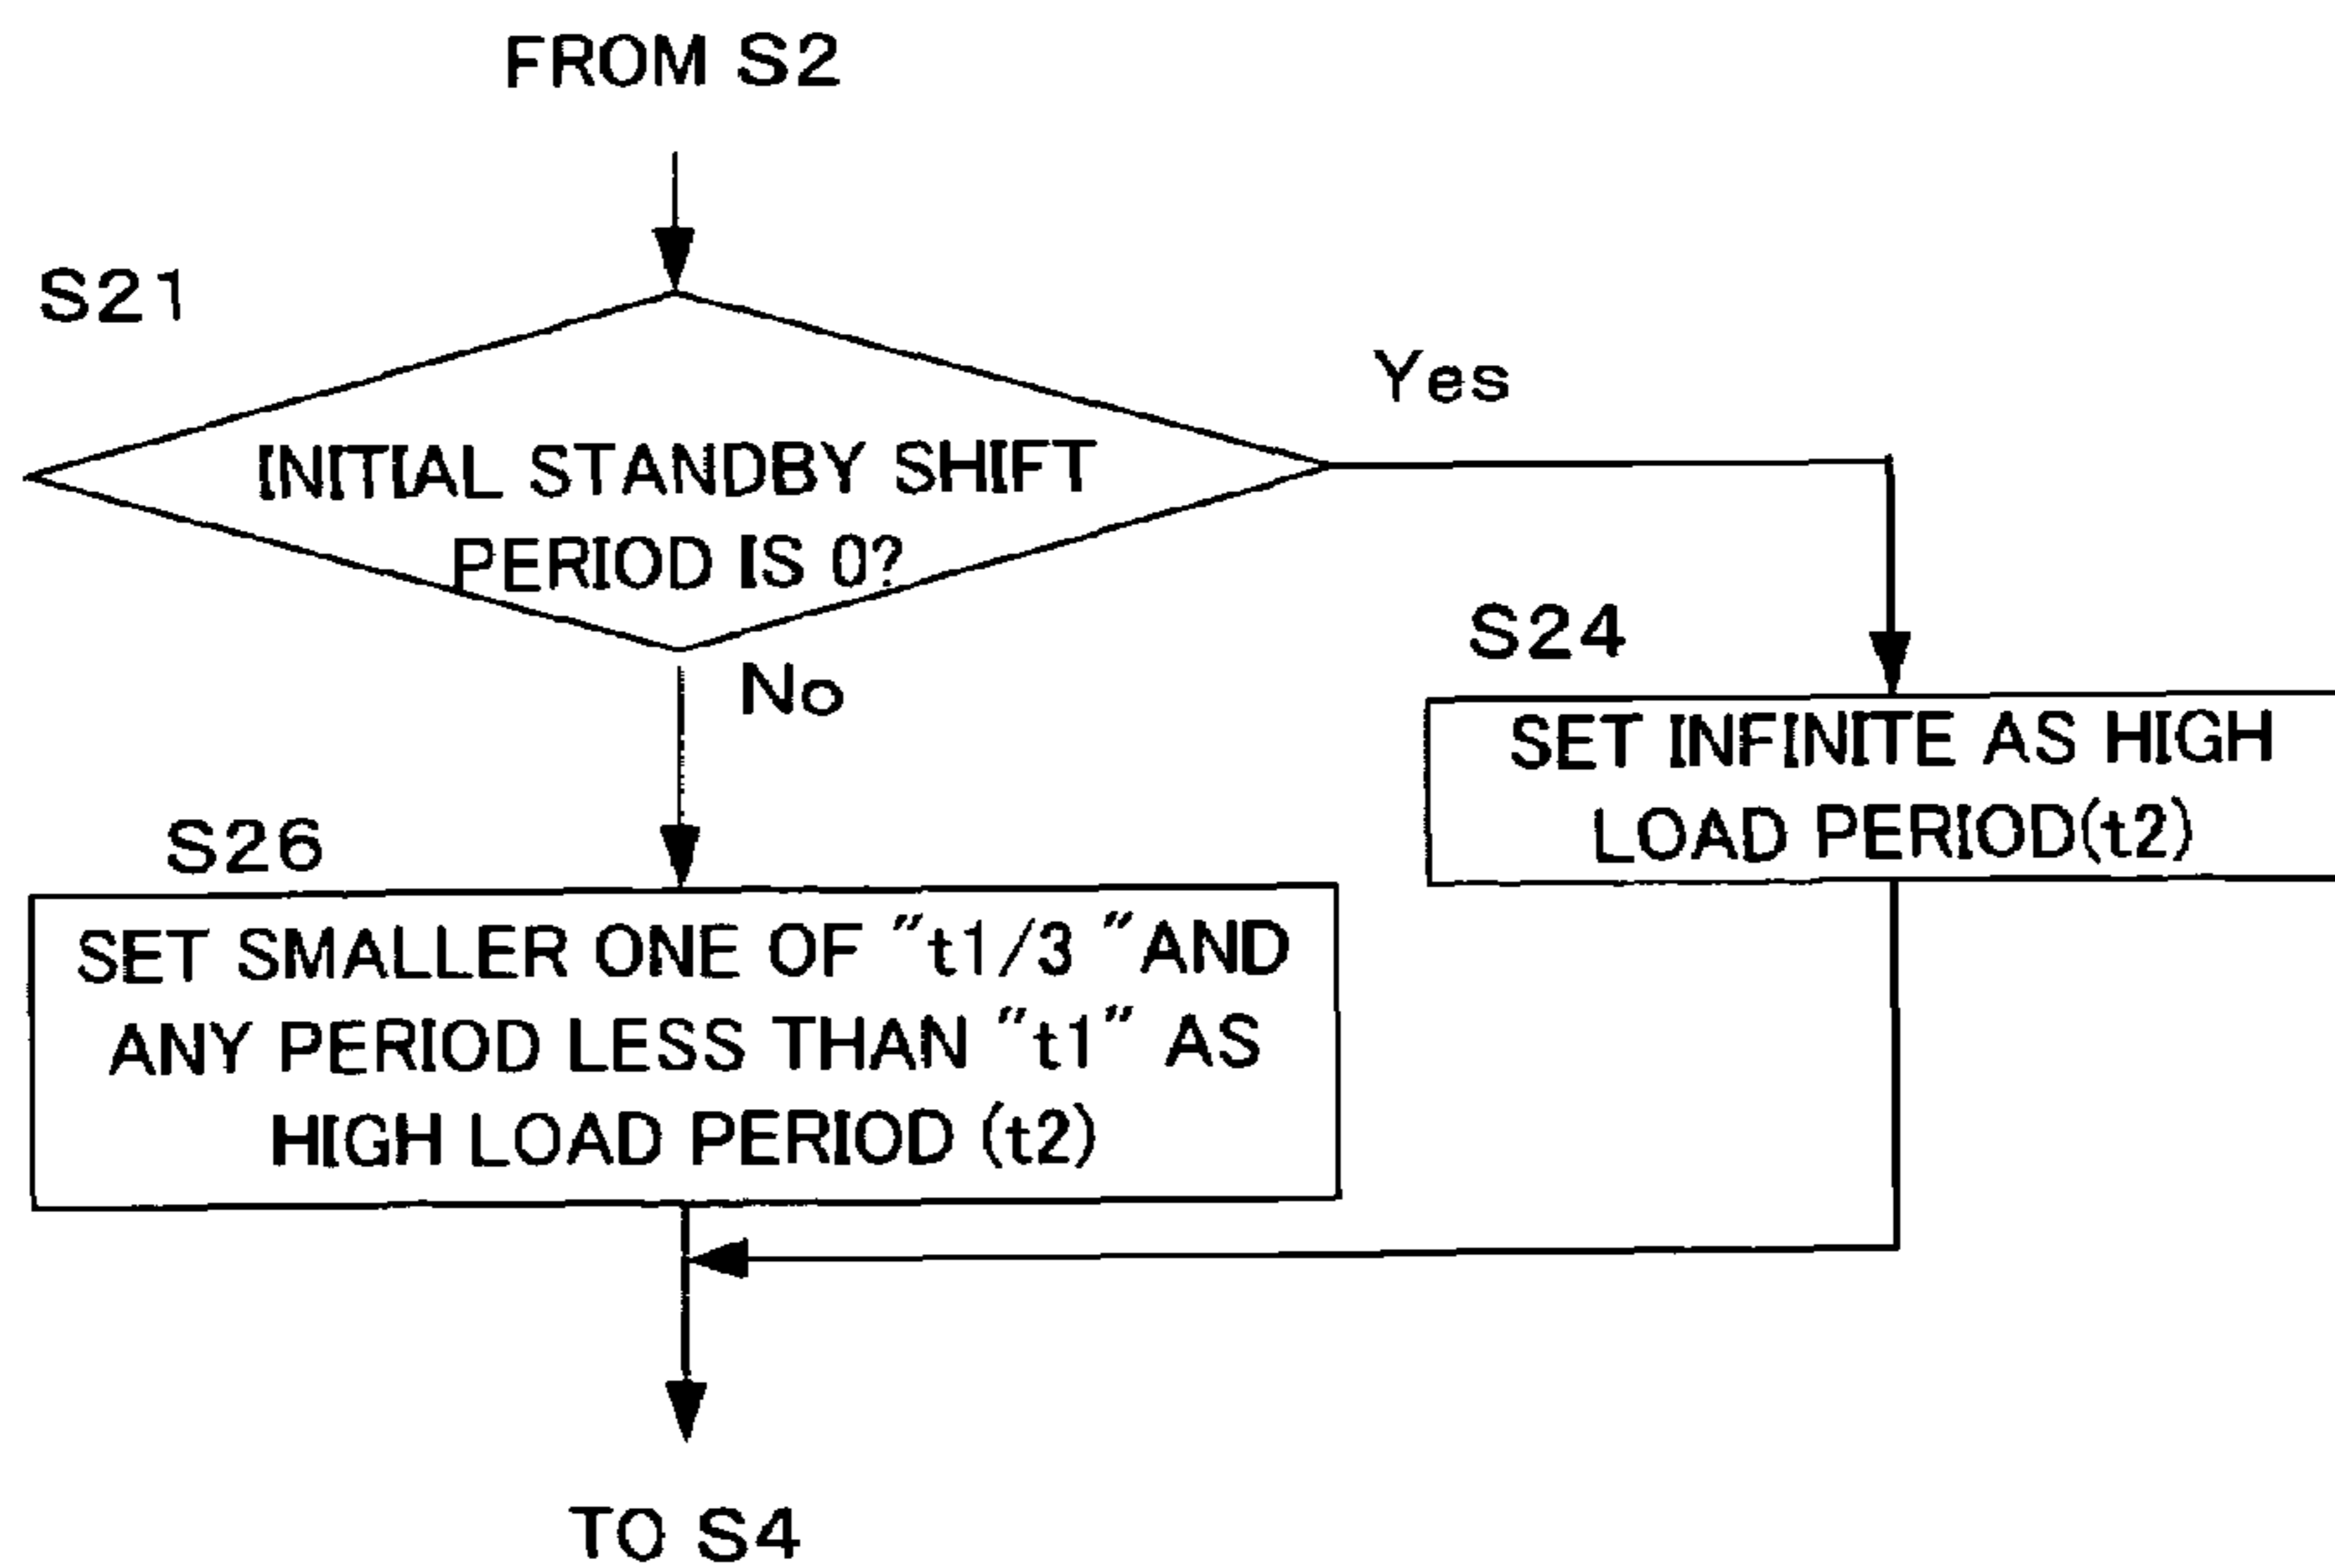 FROM S2
S21
INITIAL STANDBY SHIFT
PERIOD IS 0?
Yes
No
S24
SET INFINITE AS HIGH
LOAD PERIOD(t2)
S26
SET SMALLER ONE OF "t1/3 "AND
ANY PERIOD LESS THAN "t1" AS
HIGH LOAD PERIOD (t2)
TO S4